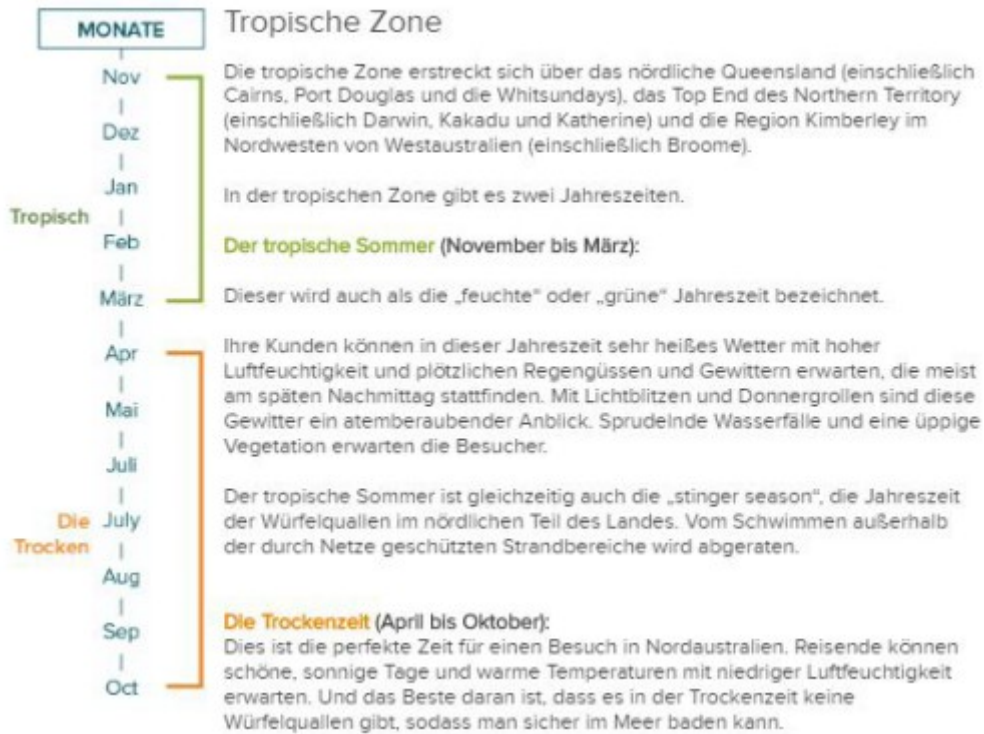 MONATE
Nov
Dez
Jan
Tropisch
Feb
März
Apr
Mai
Juli
Die
July
Trocken
Aug
Sep
Oct
Tropische Zone
Die tropische Zone erstreckt sich über das nördliche Queensland (einschließlich
Cairns, Port Douglas und die Whitsundays), das Top End des Northern Territory
(einschließlich Darwin, Kakadu und Katherine) und die Region Kimberley im
Nordwesten von Westaustralien (einschließlich Broome).
In der tropischen Zone gibt es zwei Jahreszeiten.
Der tropische Sommer (November bis März):
Dieser wird auch als die „feuchte“ oder „grüne“ Jahreszeit bezeichnet.
Ihre Kunden können in dieser Jahreszeit sehr heißes Wetter mit hoher
Luftfeuchtigkeit und plötzlichen Regengüssen und Gewittern erwarten, die meist
am späten Nachmittag stattfinden. Mit Lichtblitzen und Donnergrollen sind diese
Gewitter ein atemberaubender Anblick. Sprudelnde Wasserfälle und eine üppige
Vegetation erwarten die Besucher.
Der tropische Sommer ist gleichzeitig auch die „stinger season“, die Jahreszeit
der Würfelquallen im nördlichen Teil des Landes. Vom Schwimmen außerhalb
der durch Netze geschützten Strandbereiche wird abgeraten.
Die Trockenzeit (April bis Oktober):
Dies ist die perfekte Zeit für einen Besuch in Nordaustralien. Reisende können
schöne, sonnige Tage und warme Temperaturen mit niedriger Luftfeuchtigkeit
erwarten. Und das Beste daran ist, dass es in der Trockenzeit keine
Würfelquallen gibt, sodass man sicher im Meer baden kann.